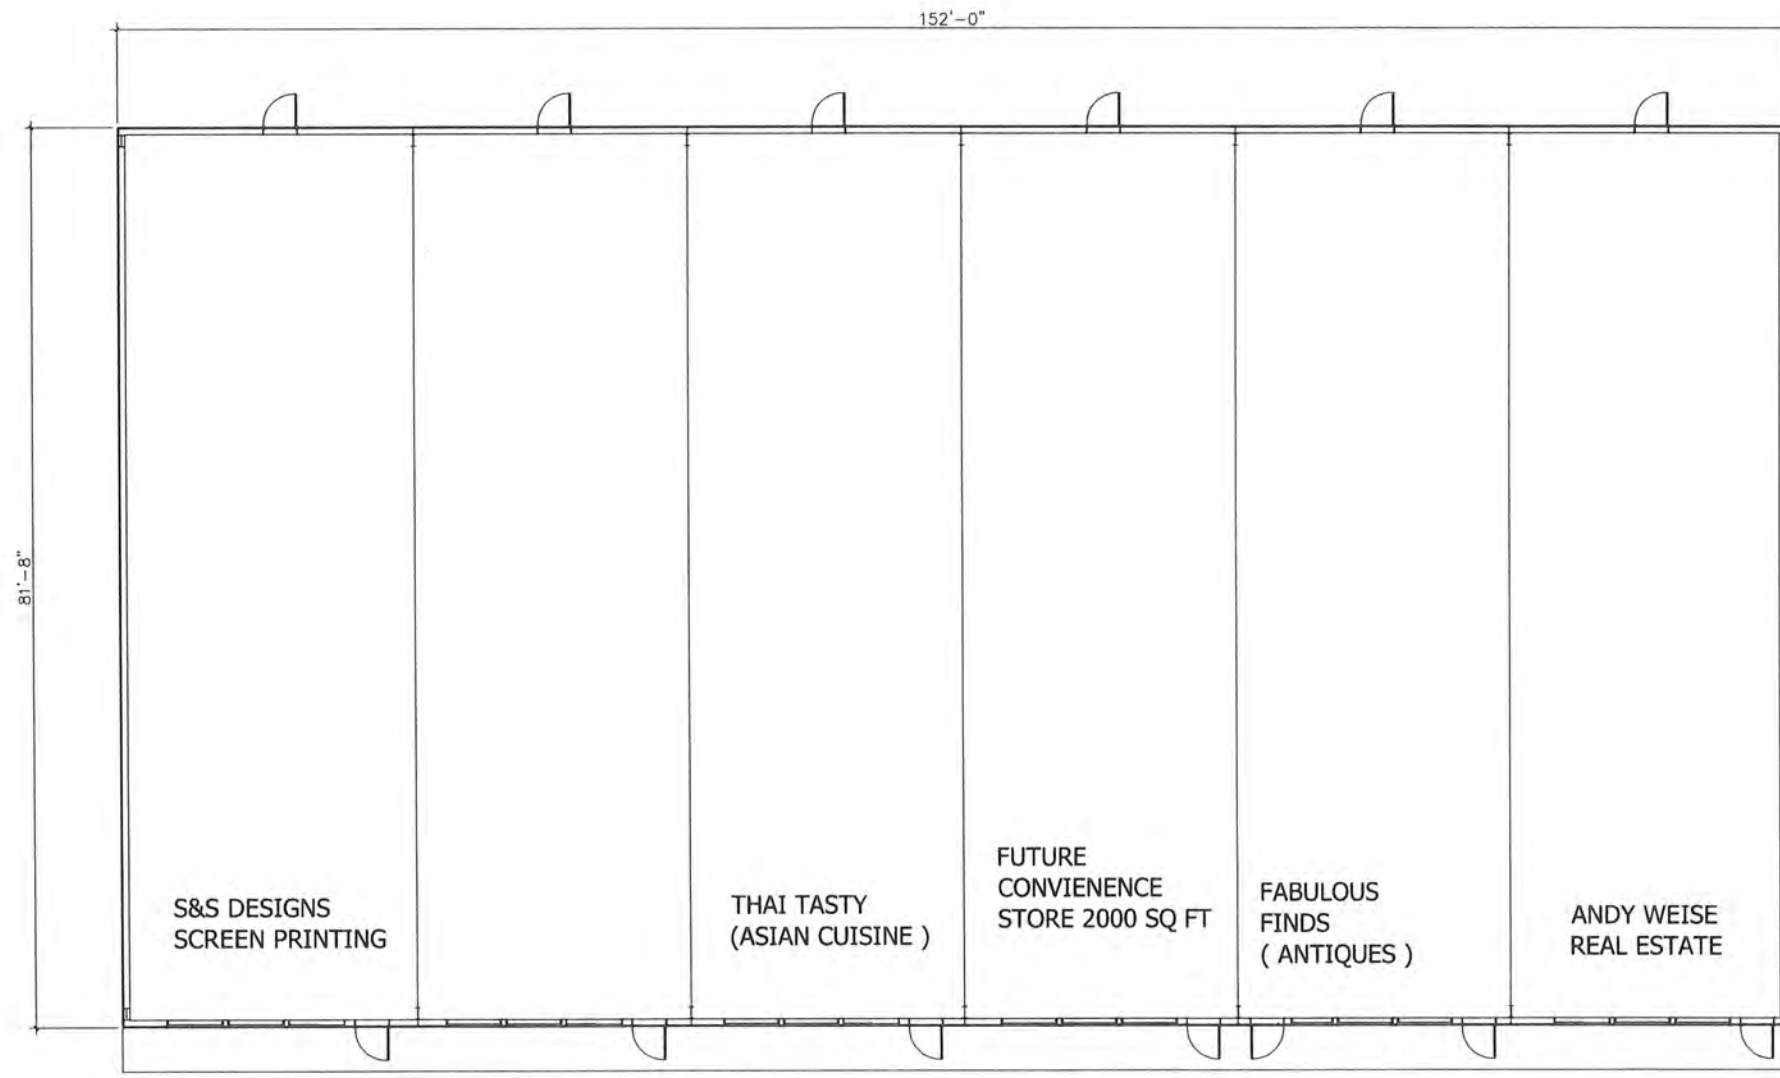 152'-0"
81'-8"
S&S DESIGNS
SCREEN PRINTING
THAI TASTY
(ASIAN CUISINE )
FUTURE
CONVIENENCE
STORE 2000 SQ FT
FABULOUS
FINDS
( ANTIQUES )
ANDY WEISE
REAL ESTATE